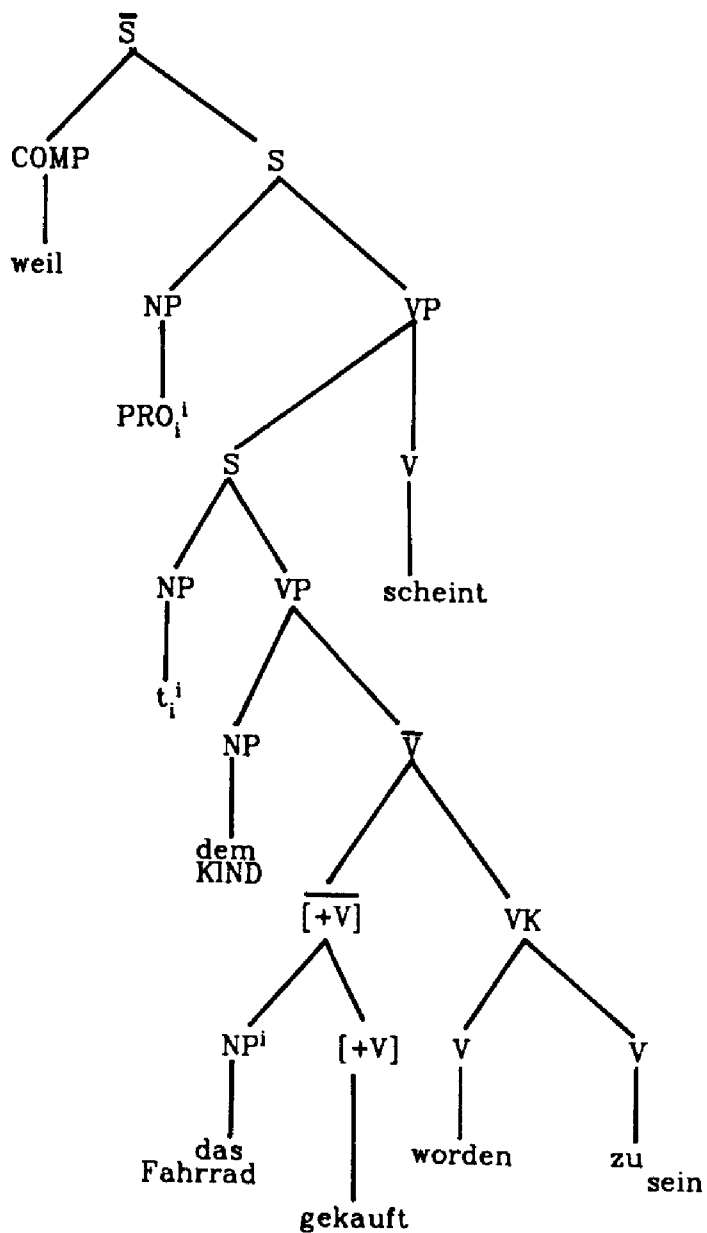 S̅
COMP S
weil
NP VP
PROᵢⁱ
S V
NP VP scheint
tᵢⁱ
NP V̅
dem
KIND
[+V]̅ VK
NPⁱ [+V] V V
das worden zu
Fahrrad sein
gekauft